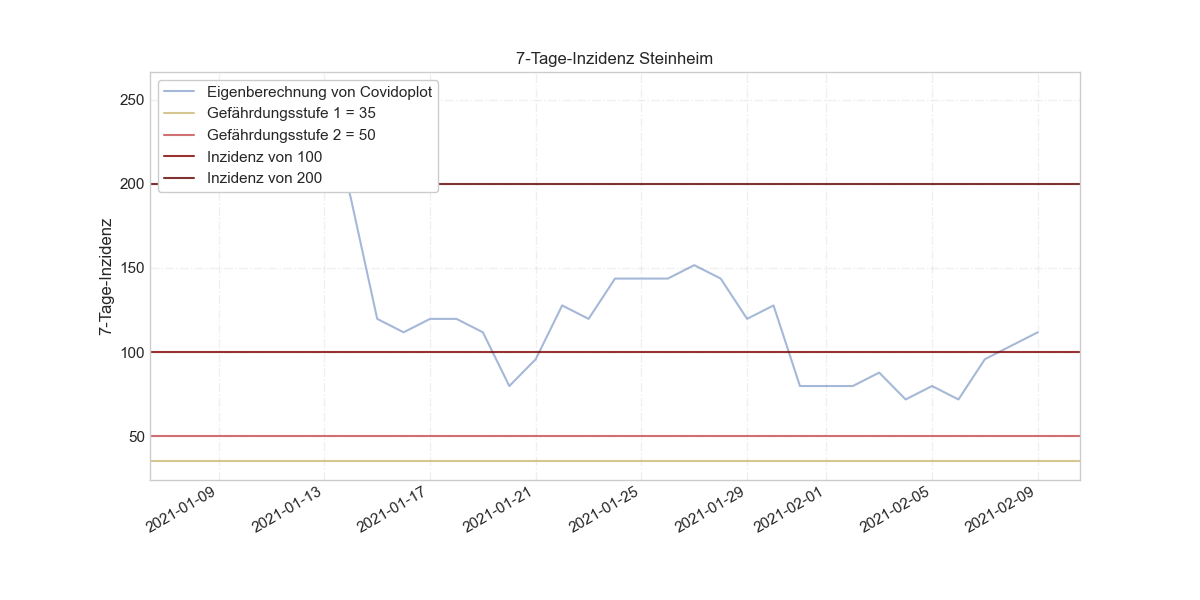 7-Tage-Inzidenz Steinheim
Eigenberechnung von Covidoplot
Gefährdungsstufe 1 = 35
Gefährdungsstufe 2 = 50
Inzidenz von 100
Inzidenz von 200
7-Tage-Inzidenz
250
200
150
100
50
2021-01-09
2021-01-13
2021-01-17
2021-01-21
2021-01-25
2021-01-29
2021-02-01
2021-02-05
2021-02-09